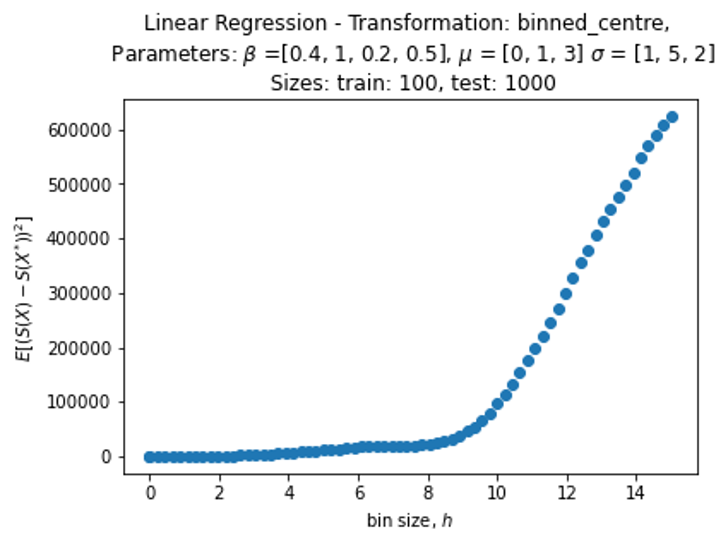 Linear Regression - Transformation: binned_centre,
Parameters: β =[0.4, 1, 0.2, 0.5], μ = [0, 1, 3] σ = [1, 5, 2]
Sizes: train: 100, test: 1000
600000
500000
400000
300000
200000
100000
0
E[(S(X) − S(X*))²]
0 2 4 6 8 10 12 14
bin size, h